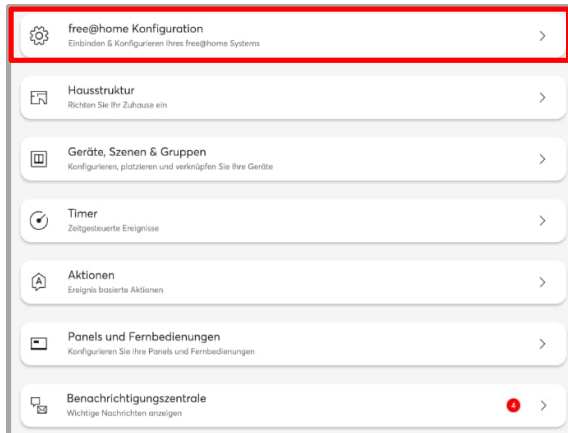 free@home Konfiguration
Einbinden & Konfigurieren Ihres free@home Systems
Hausstruktur
Richten Sie Ihr Zuhause ein
Geräte, Szenen & Gruppen
Konfigurieren, platzieren und verknüpfen Sie Ihre Geräte
Timer
Zeitgesteuerte Ereignisse
Aktionen
Ereignis basierte Aktionen
Panels und Fernbedienungen
Konfigurieren Sie ihre Panels und Fernbedienungen
Benachrichtigungszentrale
Wichtige Nachrichten anzeigen
4